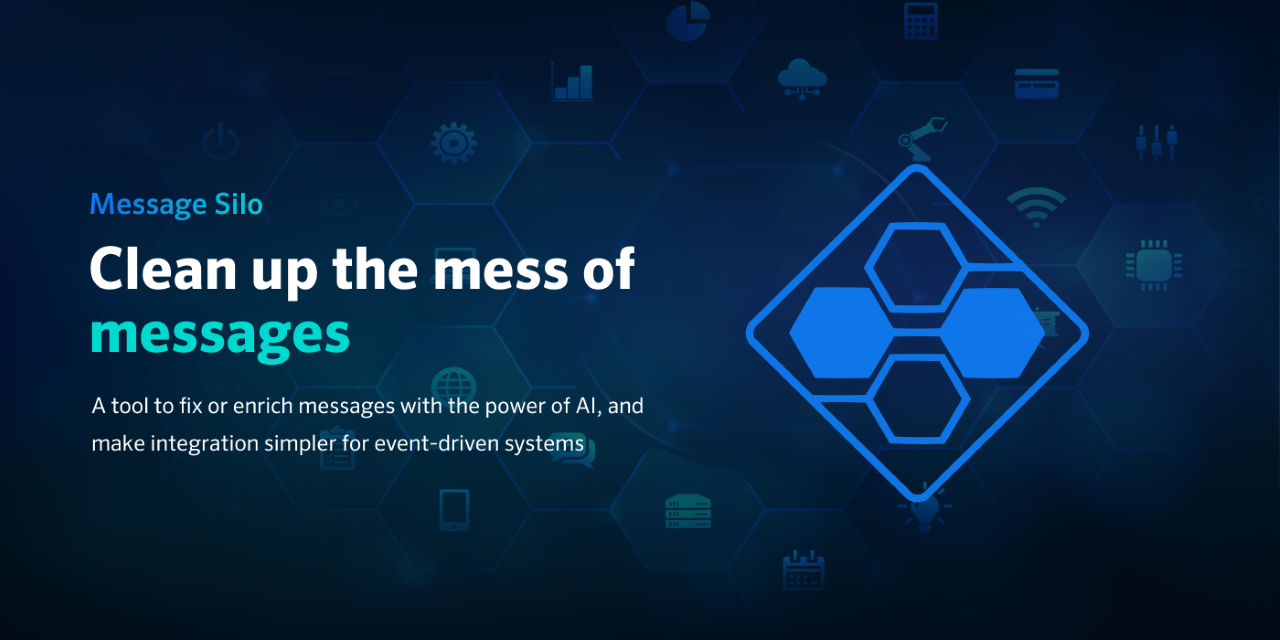 Message Silo
Clean up the mess of
messages
A tool to fix or enrich messages with the power of AI, and
make integration simpler for event-driven systems